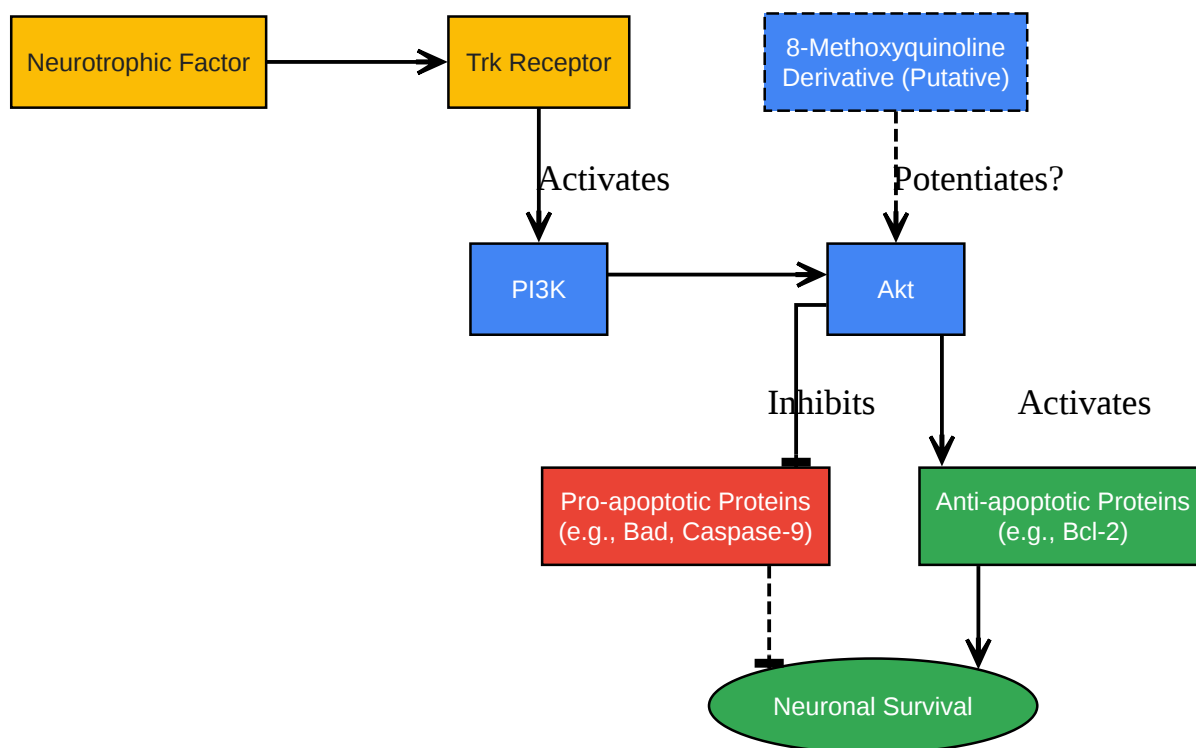 Neurotrophic Factor
Trk Receptor
8-Methoxyquinoline
Derivative (Putative)
Activates
Potentiates?
PI3K
Akt
Inhibits
Activates
Pro-apoptotic Proteins
(e.g., Bad, Caspase-9)
Anti-apoptotic Proteins
(e.g., Bcl-2)
Neuronal Survival